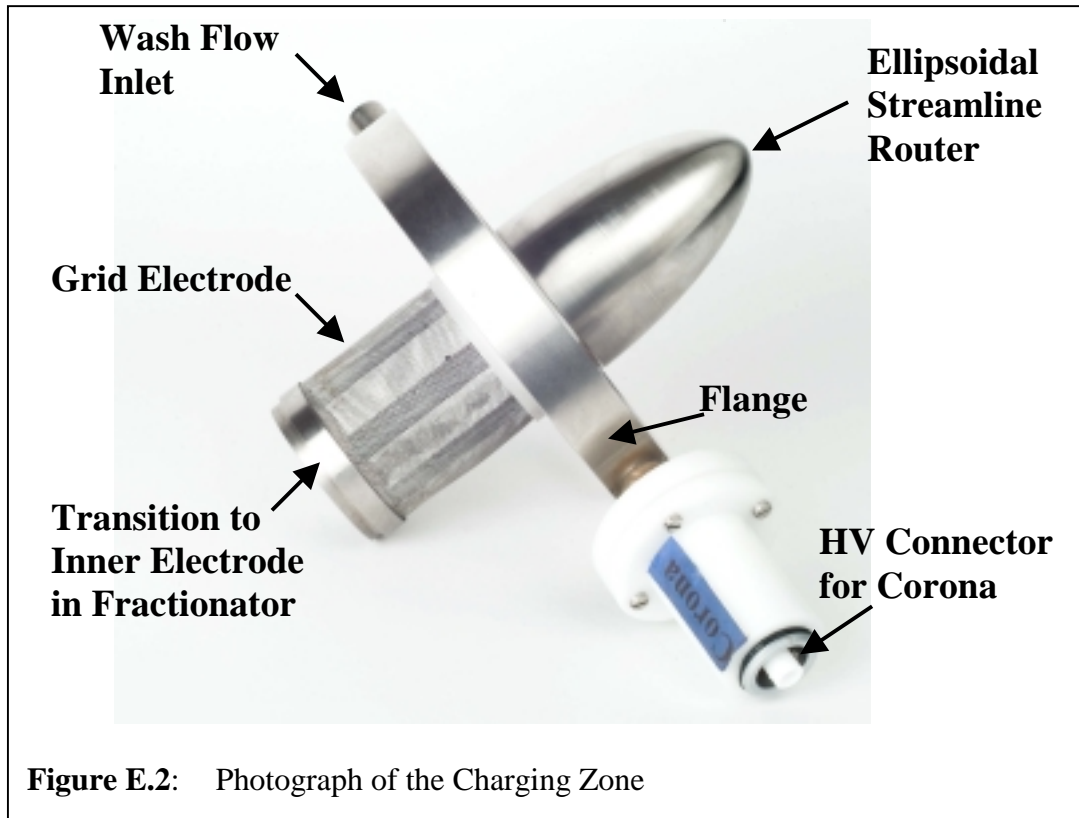 Wash Flow
Inlet
Ellipsoidal
Streamline
Router
Grid Electrode
Flange
Transition to
Inner Electrode
in Fractionator
HV Connector
for Corona
Corona
Figure E.2: Photograph of the Charging Zone